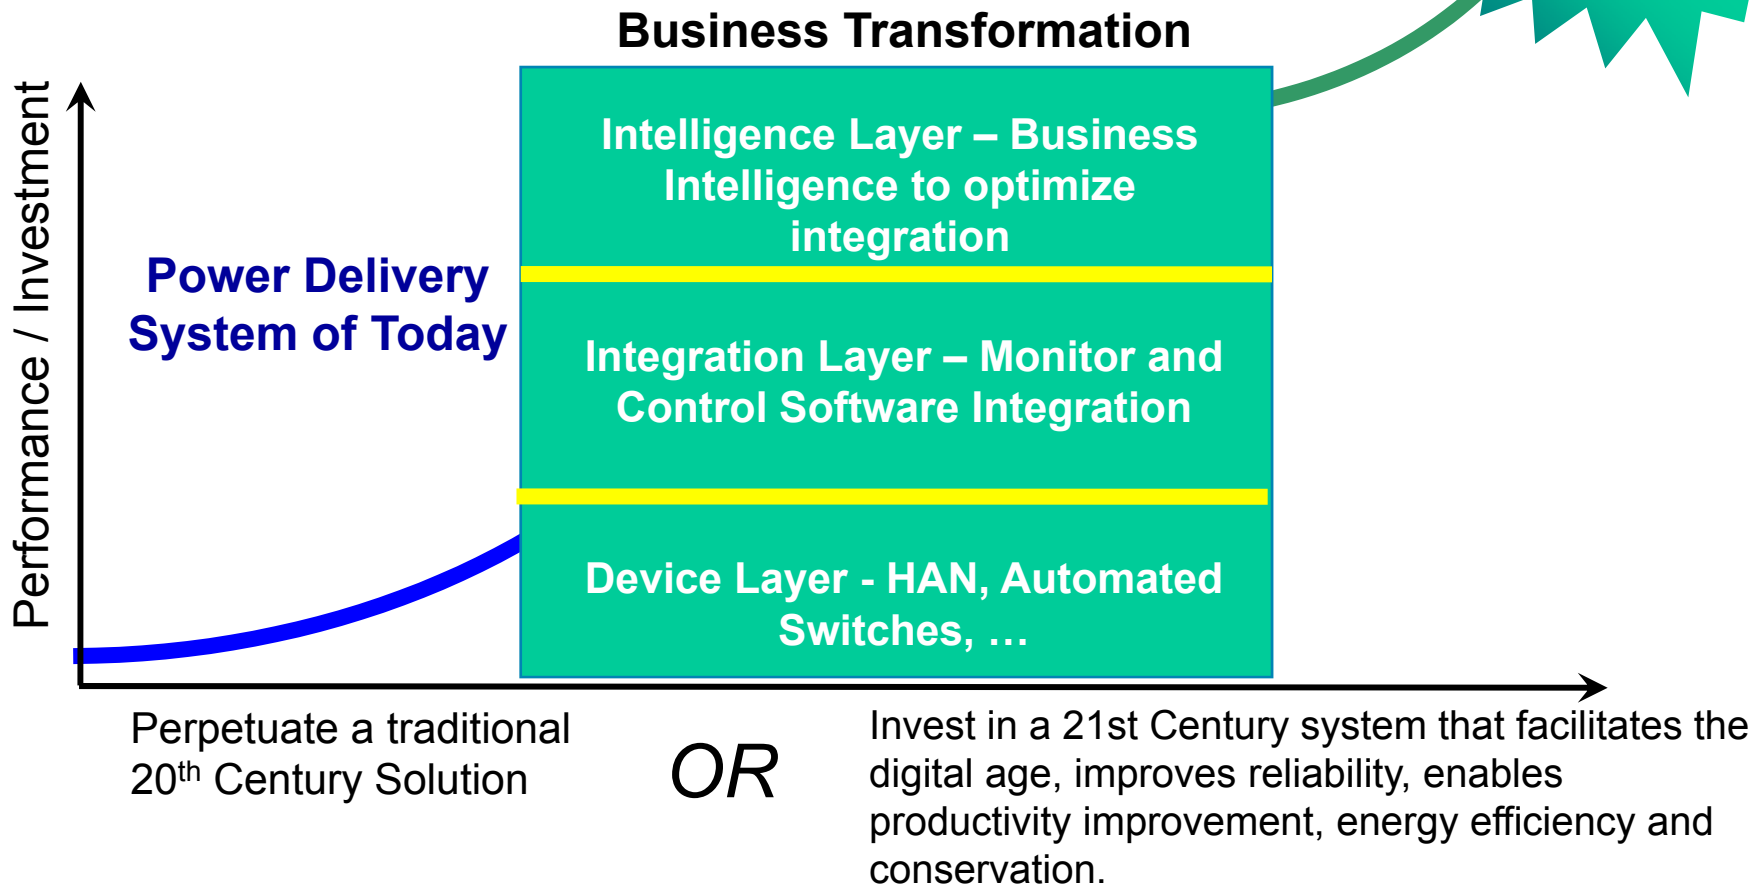 Business Transformation
Performance / Investment
Intelligence Layer – Business
Intelligence to optimize
integration
Power Delivery
System of Today
Integration Layer – Monitor and
Control Software Integration
Device Layer - HAN, Automated
Switches, …
Perpetuate a traditional
20th Century Solution
OR
Invest in a 21st Century system that facilitates the
digital age, improves reliability, enables
productivity improvement, energy efficiency and
conservation.